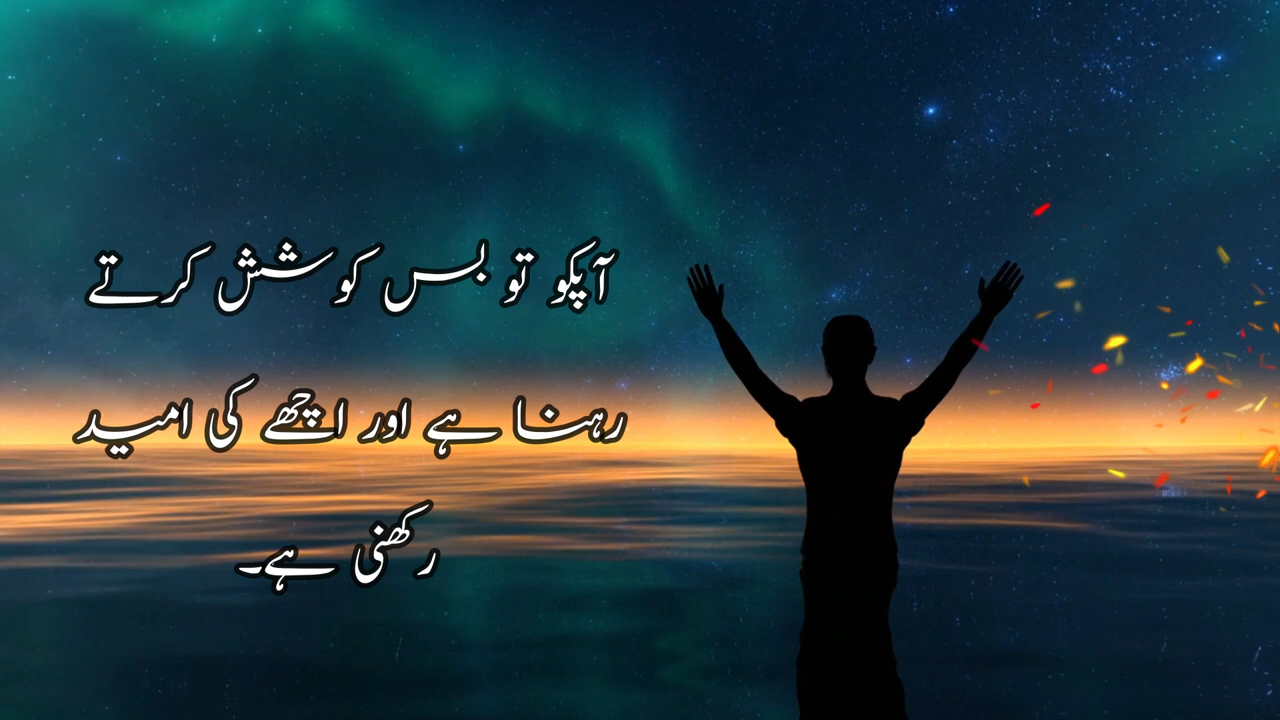 آپکو تو بس کوشش کرتے
رہنا ہے اور اچھے کی امید
رکھنی ہے۔